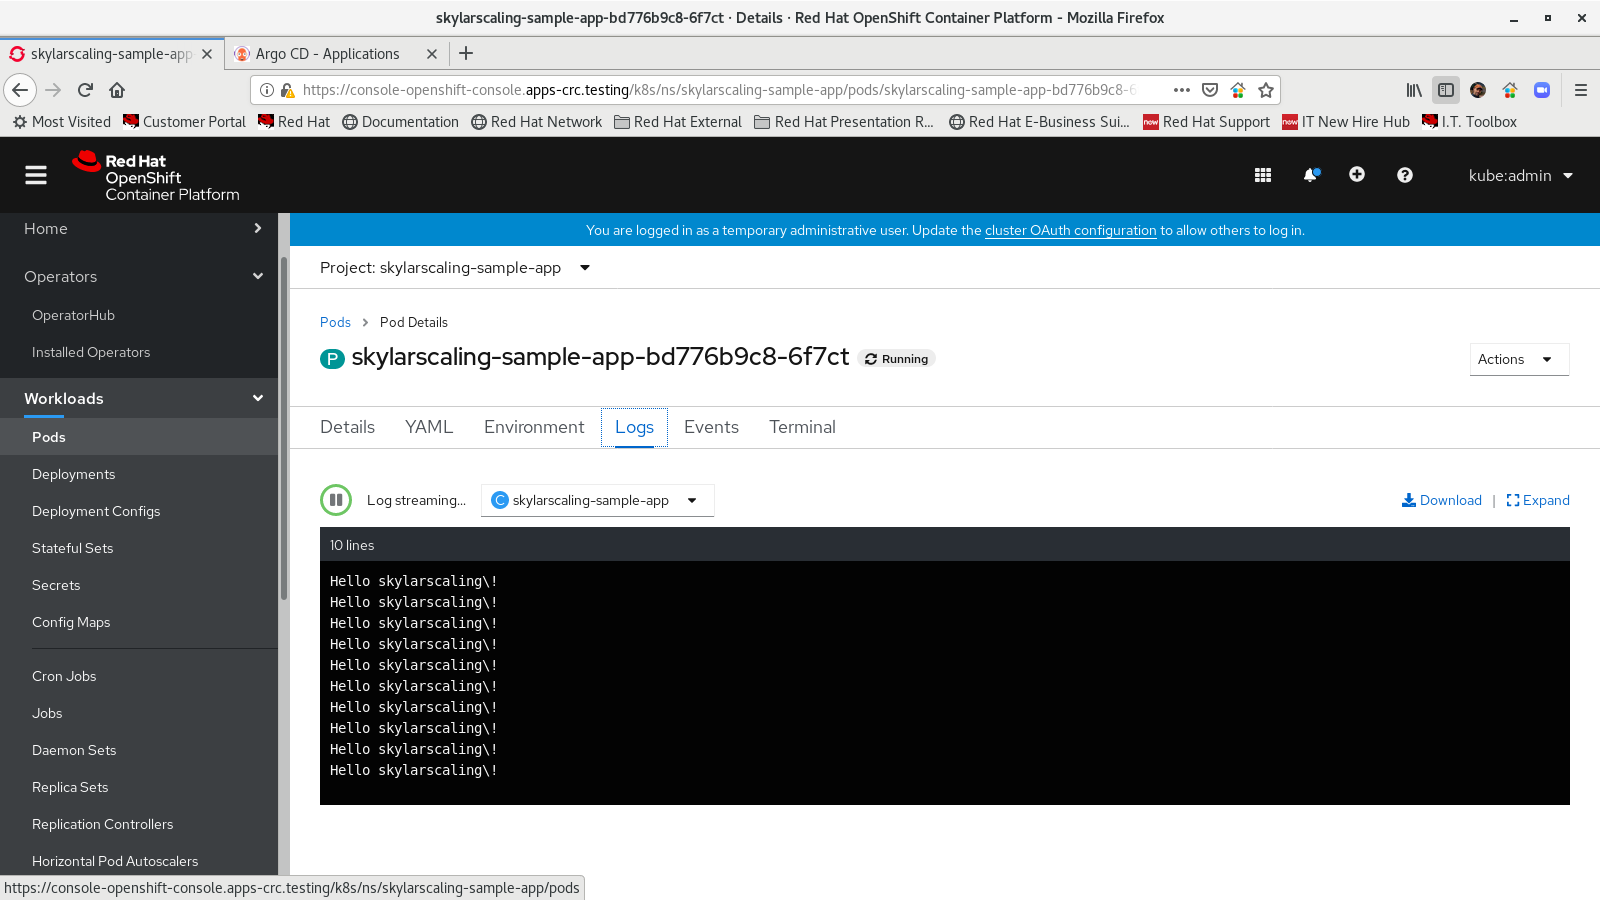 skylarscaling-sample-app-bd776b9c8-6f7ct · Details · Red Hat OpenShift Container Platform - Mozilla Firefox
skylarscaling-sample-app
Argo CD - Applications
https://console-openshift-console.apps-crc.testing/k8s/ns/skylarscaling-sample-app/pods/skylarscaling-sample-app-bd776b9c8-6
Most Visited Customer Portal Red Hat Documentation Red Hat Network Red Hat External Red Hat Presentation R... Red Hat E-Business Sui... now Red Hat Support now IT New Hire Hub I.T. Toolbox
Red Hat
OpenShift
Container Platform
kube:admin
Home
Operators
OperatorHub
Installed Operators
Workloads
Pods
Deployments
Deployment Configs
Stateful Sets
Secrets
Config Maps
Cron Jobs
Jobs
Daemon Sets
Replica Sets
Replication Controllers
Horizontal Pod Autoscalers
You are logged in as a temporary administrative user. Update the cluster OAuth configuration to allow others to log in.
Project: skylarscaling-sample-app
Pods > Pod Details
P skylarscaling-sample-app-bd776b9c8-6f7ct Running
Actions
Details YAML Environment Logs Events Terminal
Log streaming... C skylarscaling-sample-app Download | Expand
10 lines
Hello skylarscaling\!
Hello skylarscaling\!
Hello skylarscaling\!
Hello skylarscaling\!
Hello skylarscaling\!
Hello skylarscaling\!
Hello skylarscaling\!
Hello skylarscaling\!
Hello skylarscaling\!
Hello skylarscaling\!
https://console-openshift-console.apps-crc.testing/k8s/ns/skylarscaling-sample-app/pods